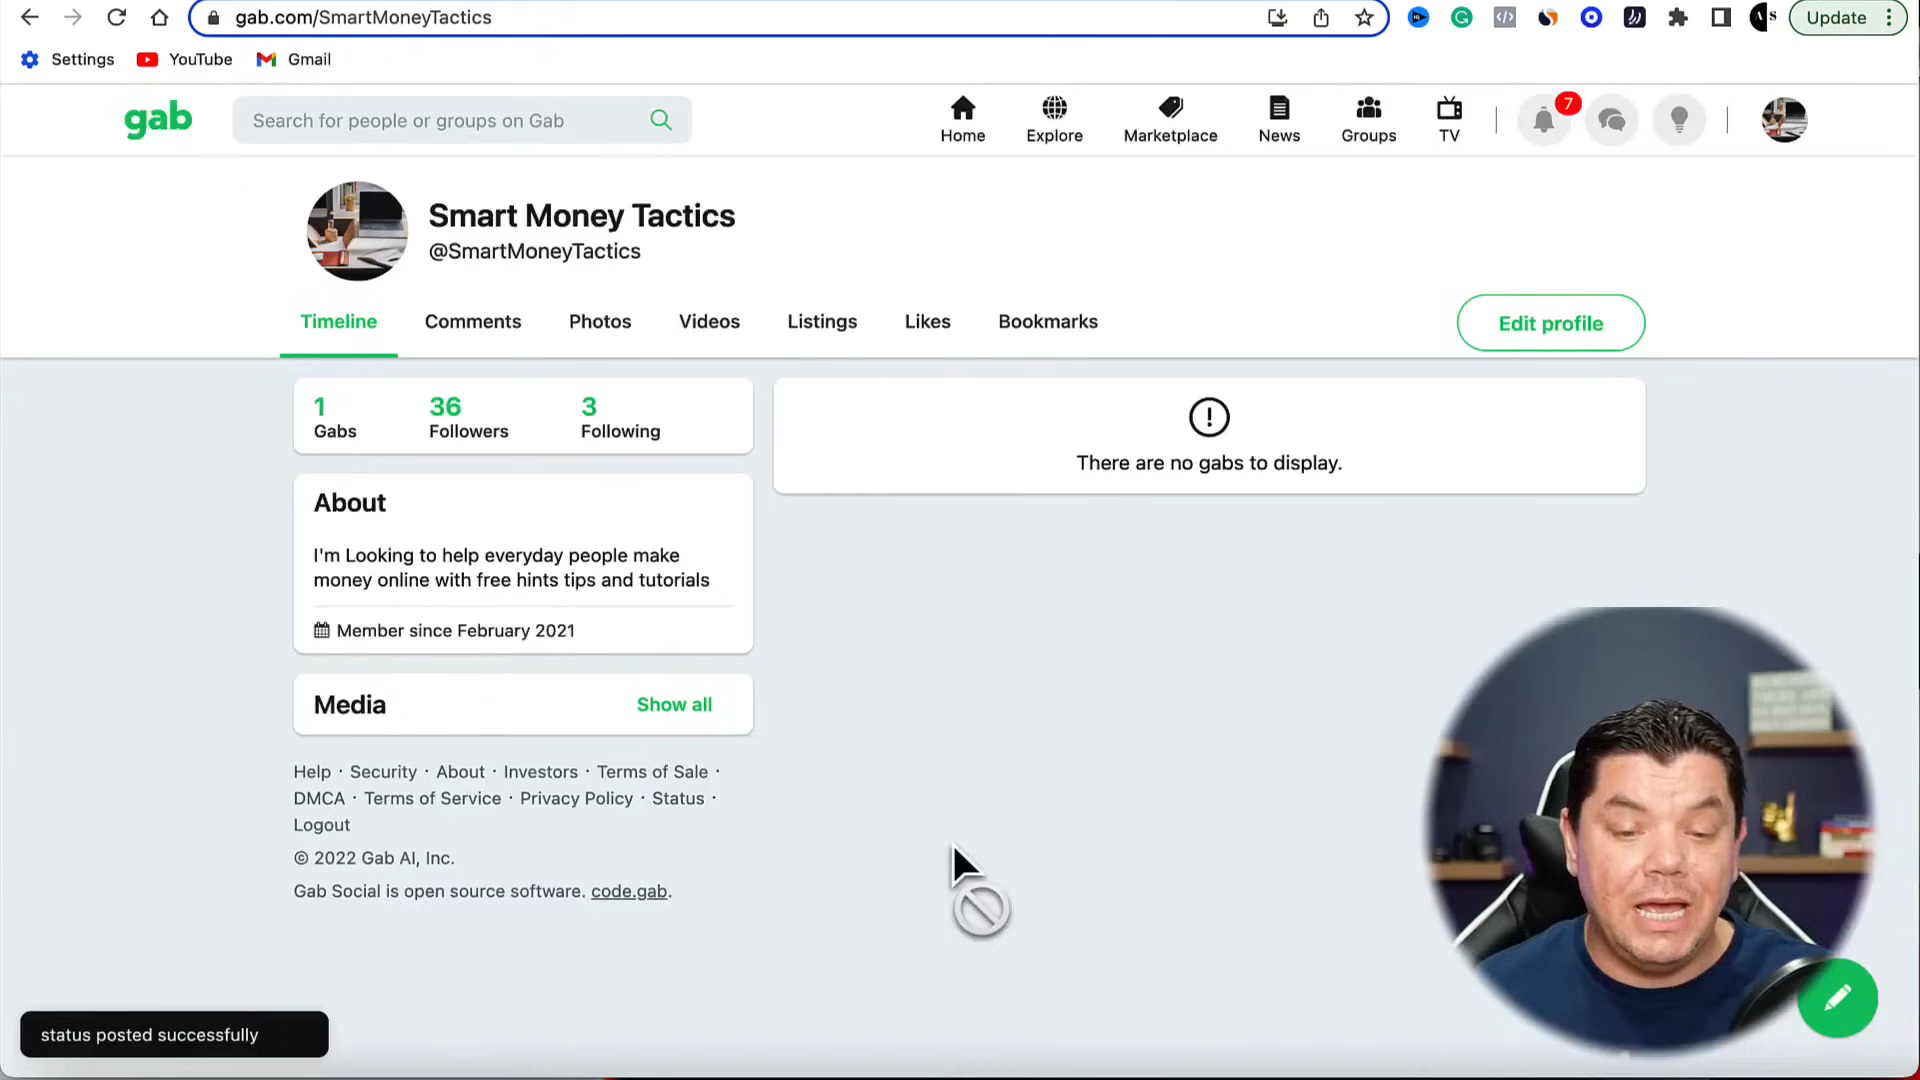 gab.com/SmartMoneyTactics
Update
Settings YouTube Gmail
gab
Search for people or groups on Gab
Home Explore Marketplace News Groups TV
7
Smart Money Tactics
@SmartMoneyTactics
Timeline Comments Photos Videos Listings Likes Bookmarks
Edit profile
1 36 3
Gabs Followers Following
There are no gabs to display.
About
I'm Looking to help everyday people make
money online with free hints tips and tutorials
Member since February 2021
Media Show all
Help · Security · About · Investors · Terms of Sale ·
DMCA · Terms of Service · Privacy Policy · Status ·
Logout
© 2022 Gab AI, Inc.
Gab Social is open source software. code.gab.
status posted successfully